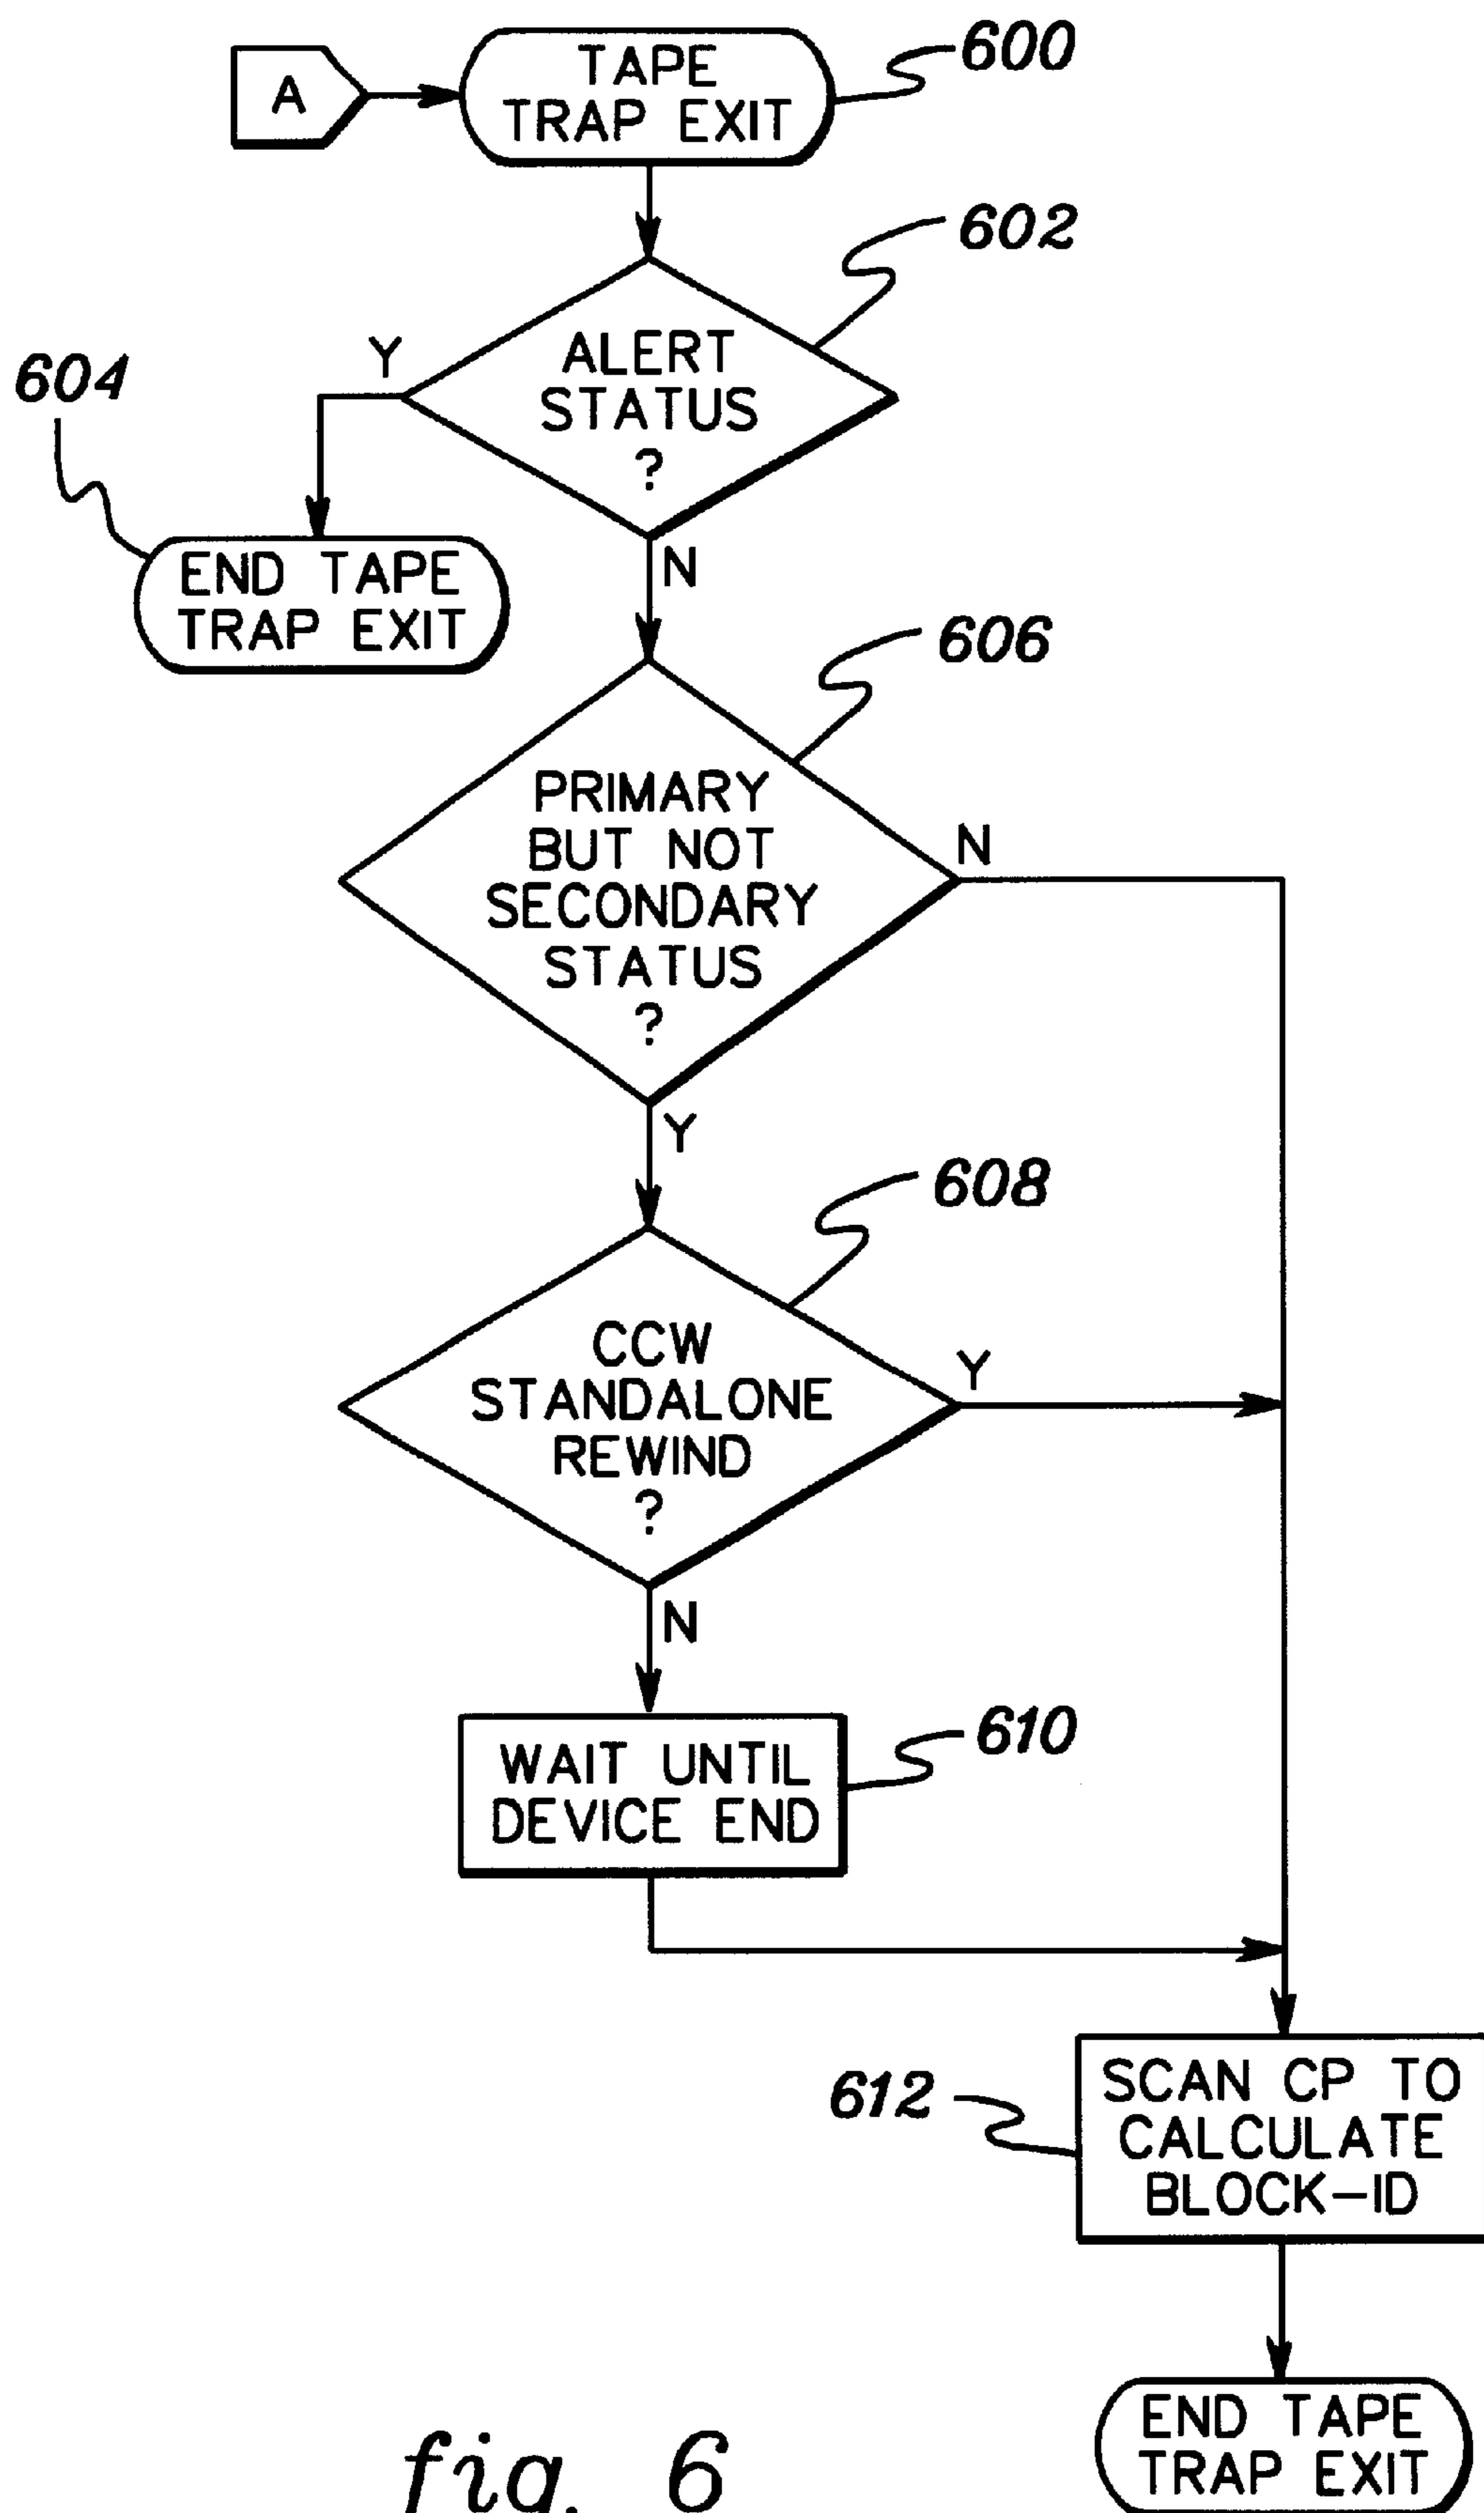 A
TAPE
TRAP EXIT
600
602
ALERT
STATUS
?
Y
604
N
END TAPE
TRAP EXIT
606
PRIMARY
BUT NOT
SECONDARY
STATUS
?
N
Y
608
CCW
STANDALONE
REWIND
?
Y
N
610
WAIT UNTIL
DEVICE END
612
SCAN CP TO
CALCULATE
BLOCK-ID
END TAPE
TRAP EXIT
fig. 6